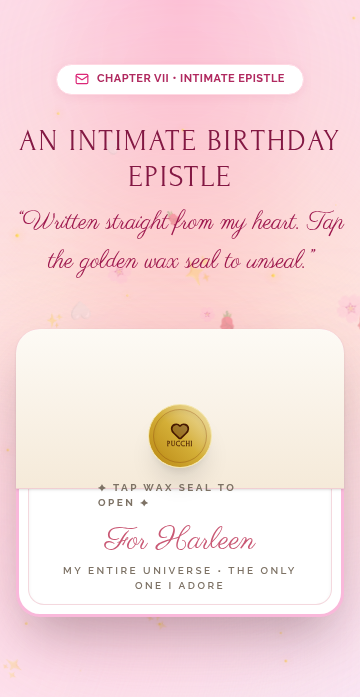 CHAPTER VII • INTIMATE EPISTLE
AN INTIMATE BIRTHDAY
EPISTLE
“Written straight from my heart. Tap
the golden wax seal to unseal.”
PUCCHI
✦ TAP WAX SEAL TO
OPEN ✦
For Harleen
MY ENTIRE UNIVERSE • THE ONLY
ONE I ADORE